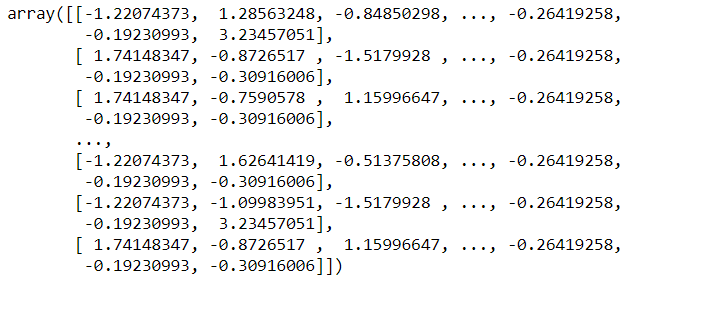 array([[-1.22074373,  1.28563248, -0.84850298, ..., -0.26419258,
        -0.19230993,  3.23457051],
       [ 1.74148347, -0.8726517 , -1.5179928 , ..., -0.26419258,
        -0.19230993, -0.30916006],
       [ 1.74148347, -0.7590578 ,  1.15996647, ..., -0.26419258,
        -0.19230993, -0.30916006],
       ...,
       [-1.22074373,  1.62641419, -0.51375808, ..., -0.26419258,
        -0.19230993, -0.30916006],
       [-1.22074373, -1.09983951, -1.5179928 , ..., -0.26419258,
        -0.19230993,  3.23457051],
       [ 1.74148347, -0.8726517 ,  1.15996647, ..., -0.26419258,
        -0.19230993, -0.30916006]])